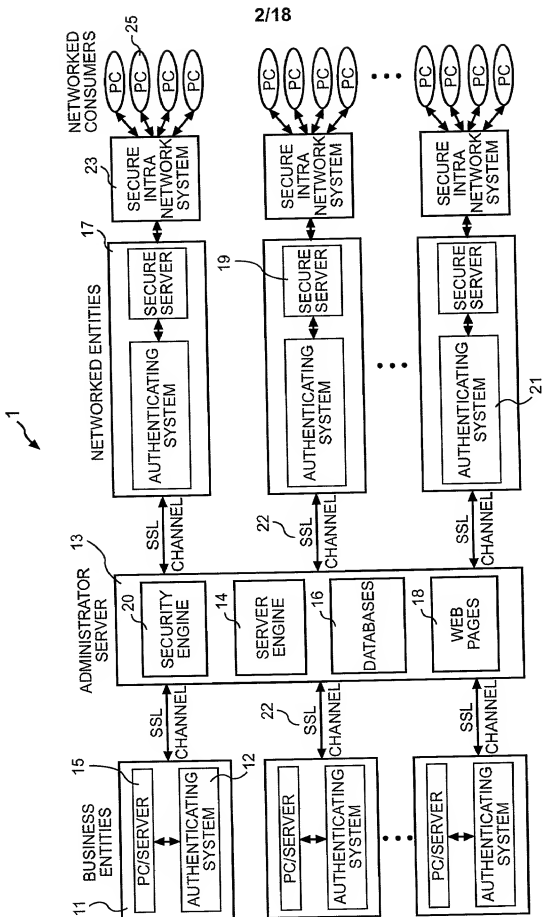 2/18
1
BUSINESS
ENTITIES
11
15
PC/SERVER
AUTHENTICATING
SYSTEM
12
PC/SERVER
AUTHENTICATING
SYSTEM
PC/SERVER
AUTHENTICATING
SYSTEM
SSL
CHANNEL
22
SSL
CHANNEL
SSL
CHANNEL
ADMINISTRATOR
SERVER
13
20
SECURITY
ENGINE
14
SERVER
ENGINE
16
DATABASES
18
WEB
PAGES
SSL
CHANNEL
22
SSL
CHANNEL
SSL
CHANNEL
NETWORKED ENTITIES
17
AUTHENTICATING
SYSTEM
SECURE
SERVER
AUTHENTICATING
SYSTEM
19
SECURE
SERVER
AUTHENTICATING
SYSTEM
21
SECURE
SERVER
23
SECURE
INTRA
NETWORK
SYSTEM
SECURE
INTRA
NETWORK
SYSTEM
SECURE
INTRA
NETWORK
SYSTEM
NETWORKED
CONSUMERS
25
PC
PC
PC
PC
PC
PC
PC
PC
PC
PC
PC
PC